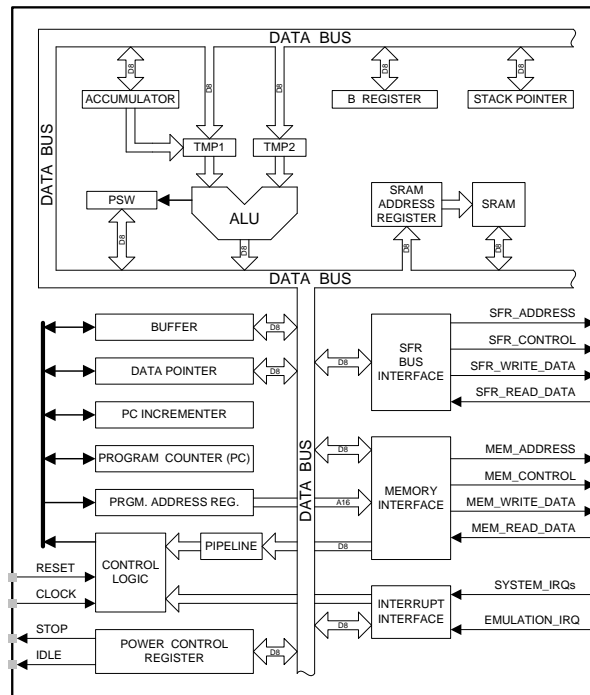 DATA BUS
D8
D8
D8
D8
D8
ACCUMULATOR
B REGISTER
STACK POINTER
DATA BUS
TMP1
TMP2
PSW
ALU
SRAM
ADDRESS
REGISTER
SRAM
D8
D8
D8
D8
DATA BUS
BUFFER
D8
DATA POINTER
D8
PC INCREMENTER
PROGRAM COUNTER (PC)
PRGM. ADDRESS REG.
A16
DATA BUS
D8
SFR
BUS
INTERFACE
SFR_ADDRESS
SFR_CONTROL
SFR_WRITE_DATA
SFR_READ_DATA
D8
MEMORY
INTERFACE
MEM_ADDRESS
MEM_CONTROL
MEM_WRITE_DATA
MEM_READ_DATA
CONTROL
LOGIC
PIPELINE
D8
RESET
CLOCK
STOP
IDLE
POWER CONTROL
REGISTER
D8
D8
INTERRUPT
INTERFACE
SYSTEM_IRQs
EMULATION_IRQ